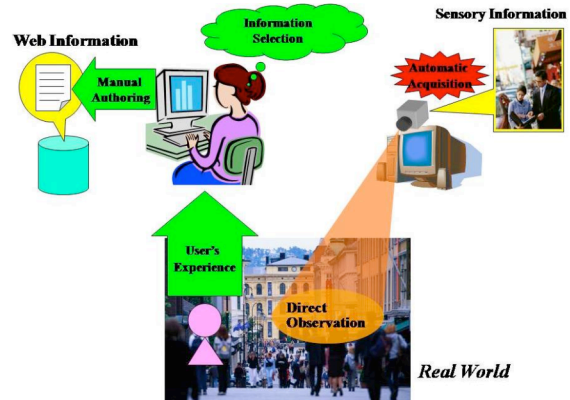 Information
Selection
Sensory Information
Web Information
Manual
Authoring
Automatic
Acquisition
User's
Experience
Direct
Observation
Real World